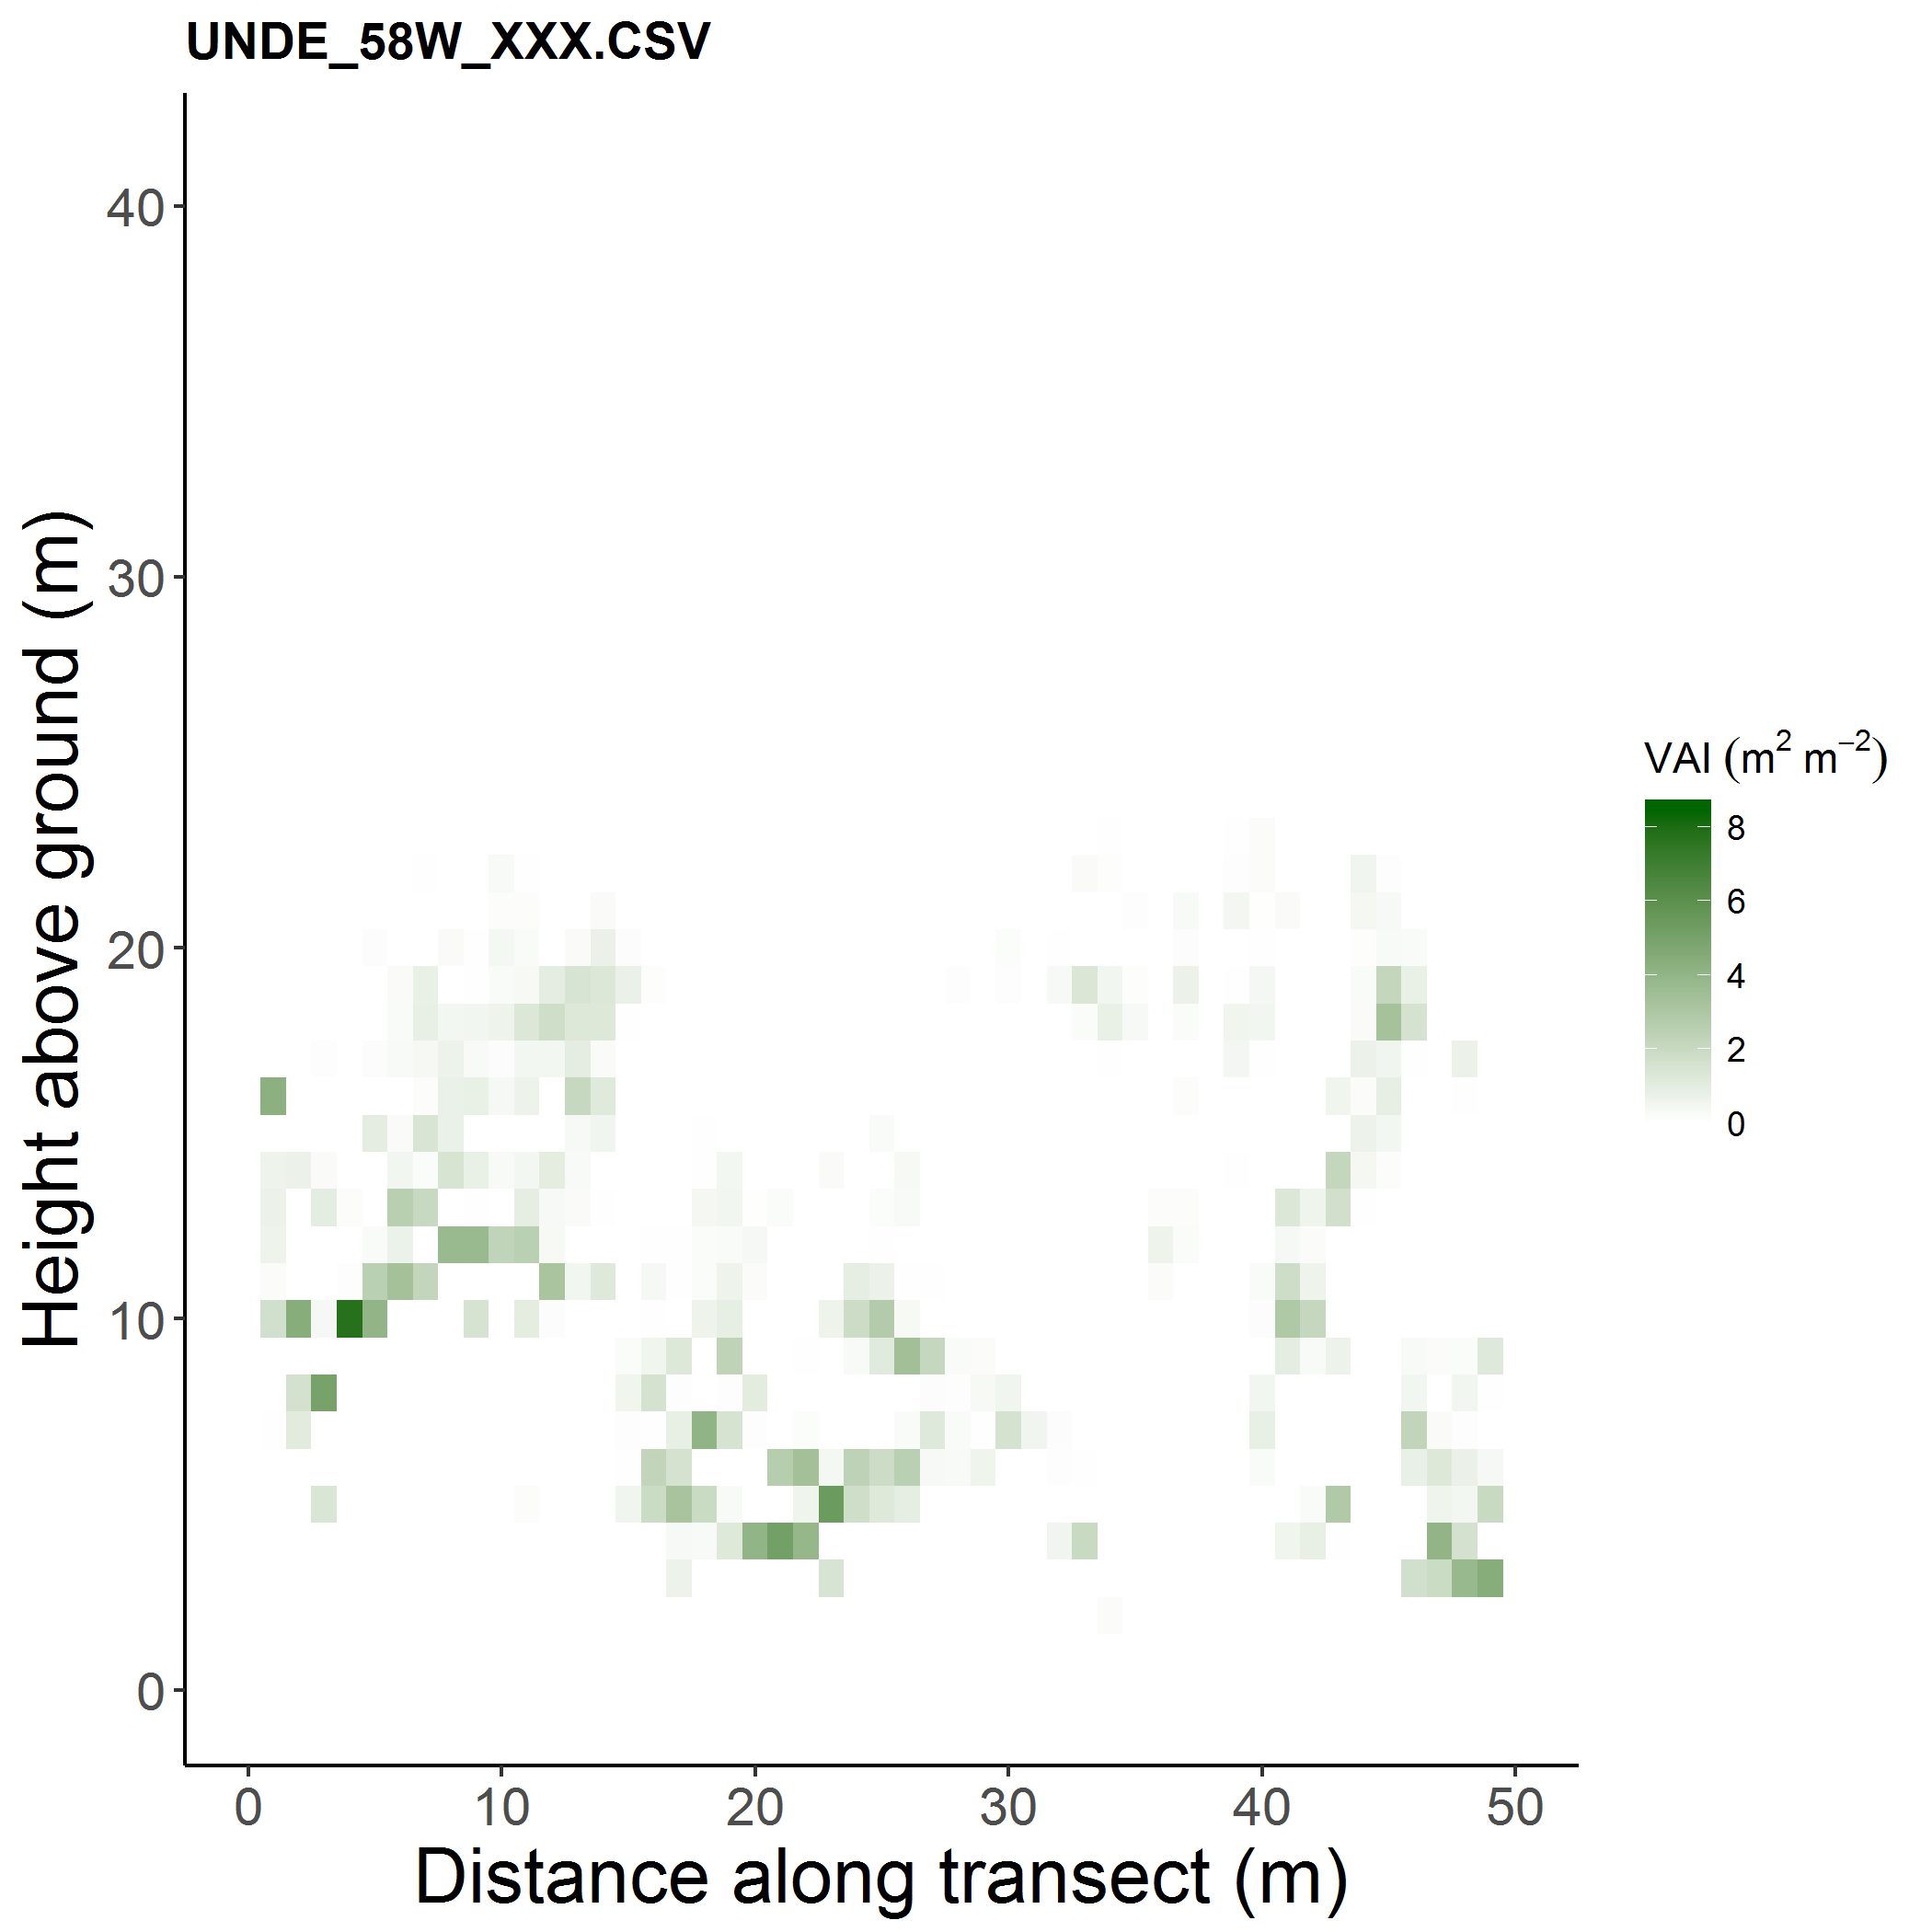 UNDE_58W_XXX.CSV
40
30
20
10
0
Height above ground (m)
0 10 20 30 40 50
Distance along transect (m)
VAI (m² m⁻²)
8
6
4
2
0